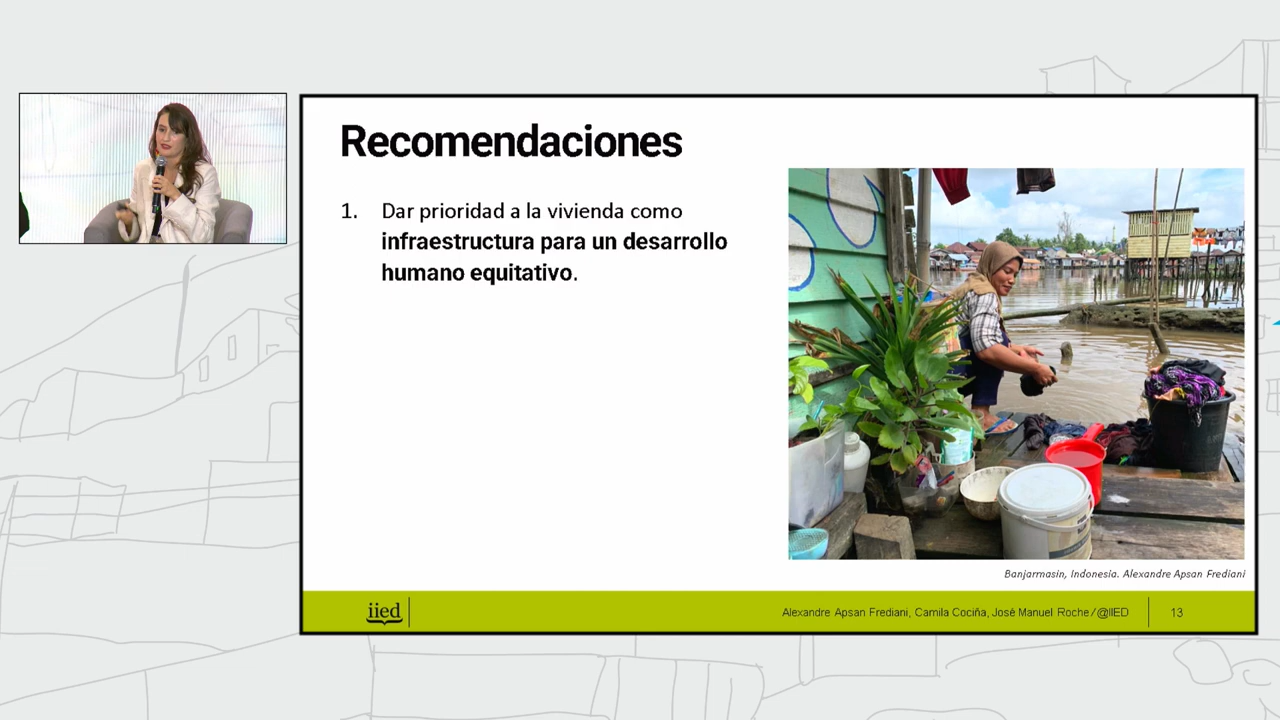 Recomendaciones
1. Dar prioridad a la vivienda como
infraestructura para un desarrollo
humano equitativo.
Banjarmasin, Indonesia. Alexandre Apsan Frediani
iied
Alexandre Apsan Frediani, Camila Cociña, José Manuel Roche/@IIED
13